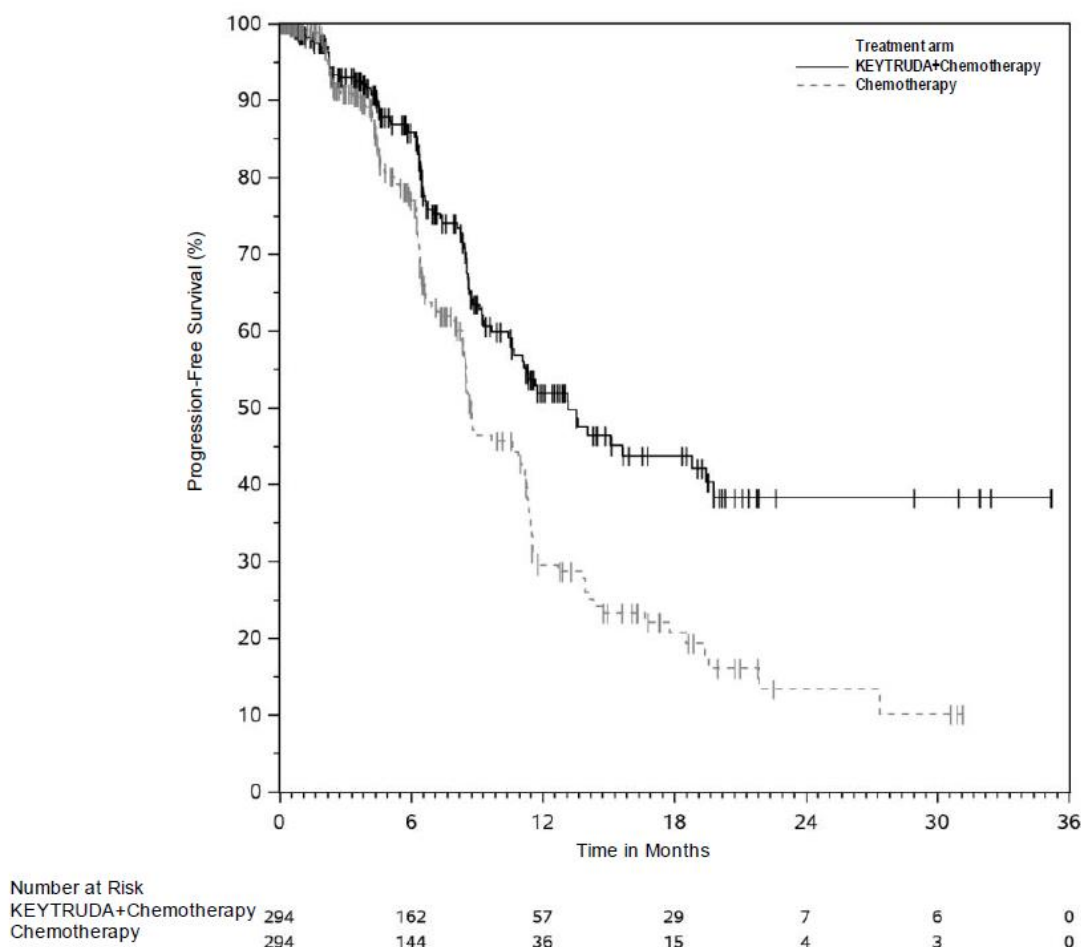 Treatment arm
KEYTRUDA+Chemotherapy
Chemotherapy
100
90
80
70
60
50
40
30
20
10
0
Progression-Free Survival (%)
0 6 12 18 24 30 36
Time in Months
Number at Risk
KEYTRUDA+Chemotherapy 294 162 57 29 7 6 0
Chemotherapy 294 144 36 15 4 3 0